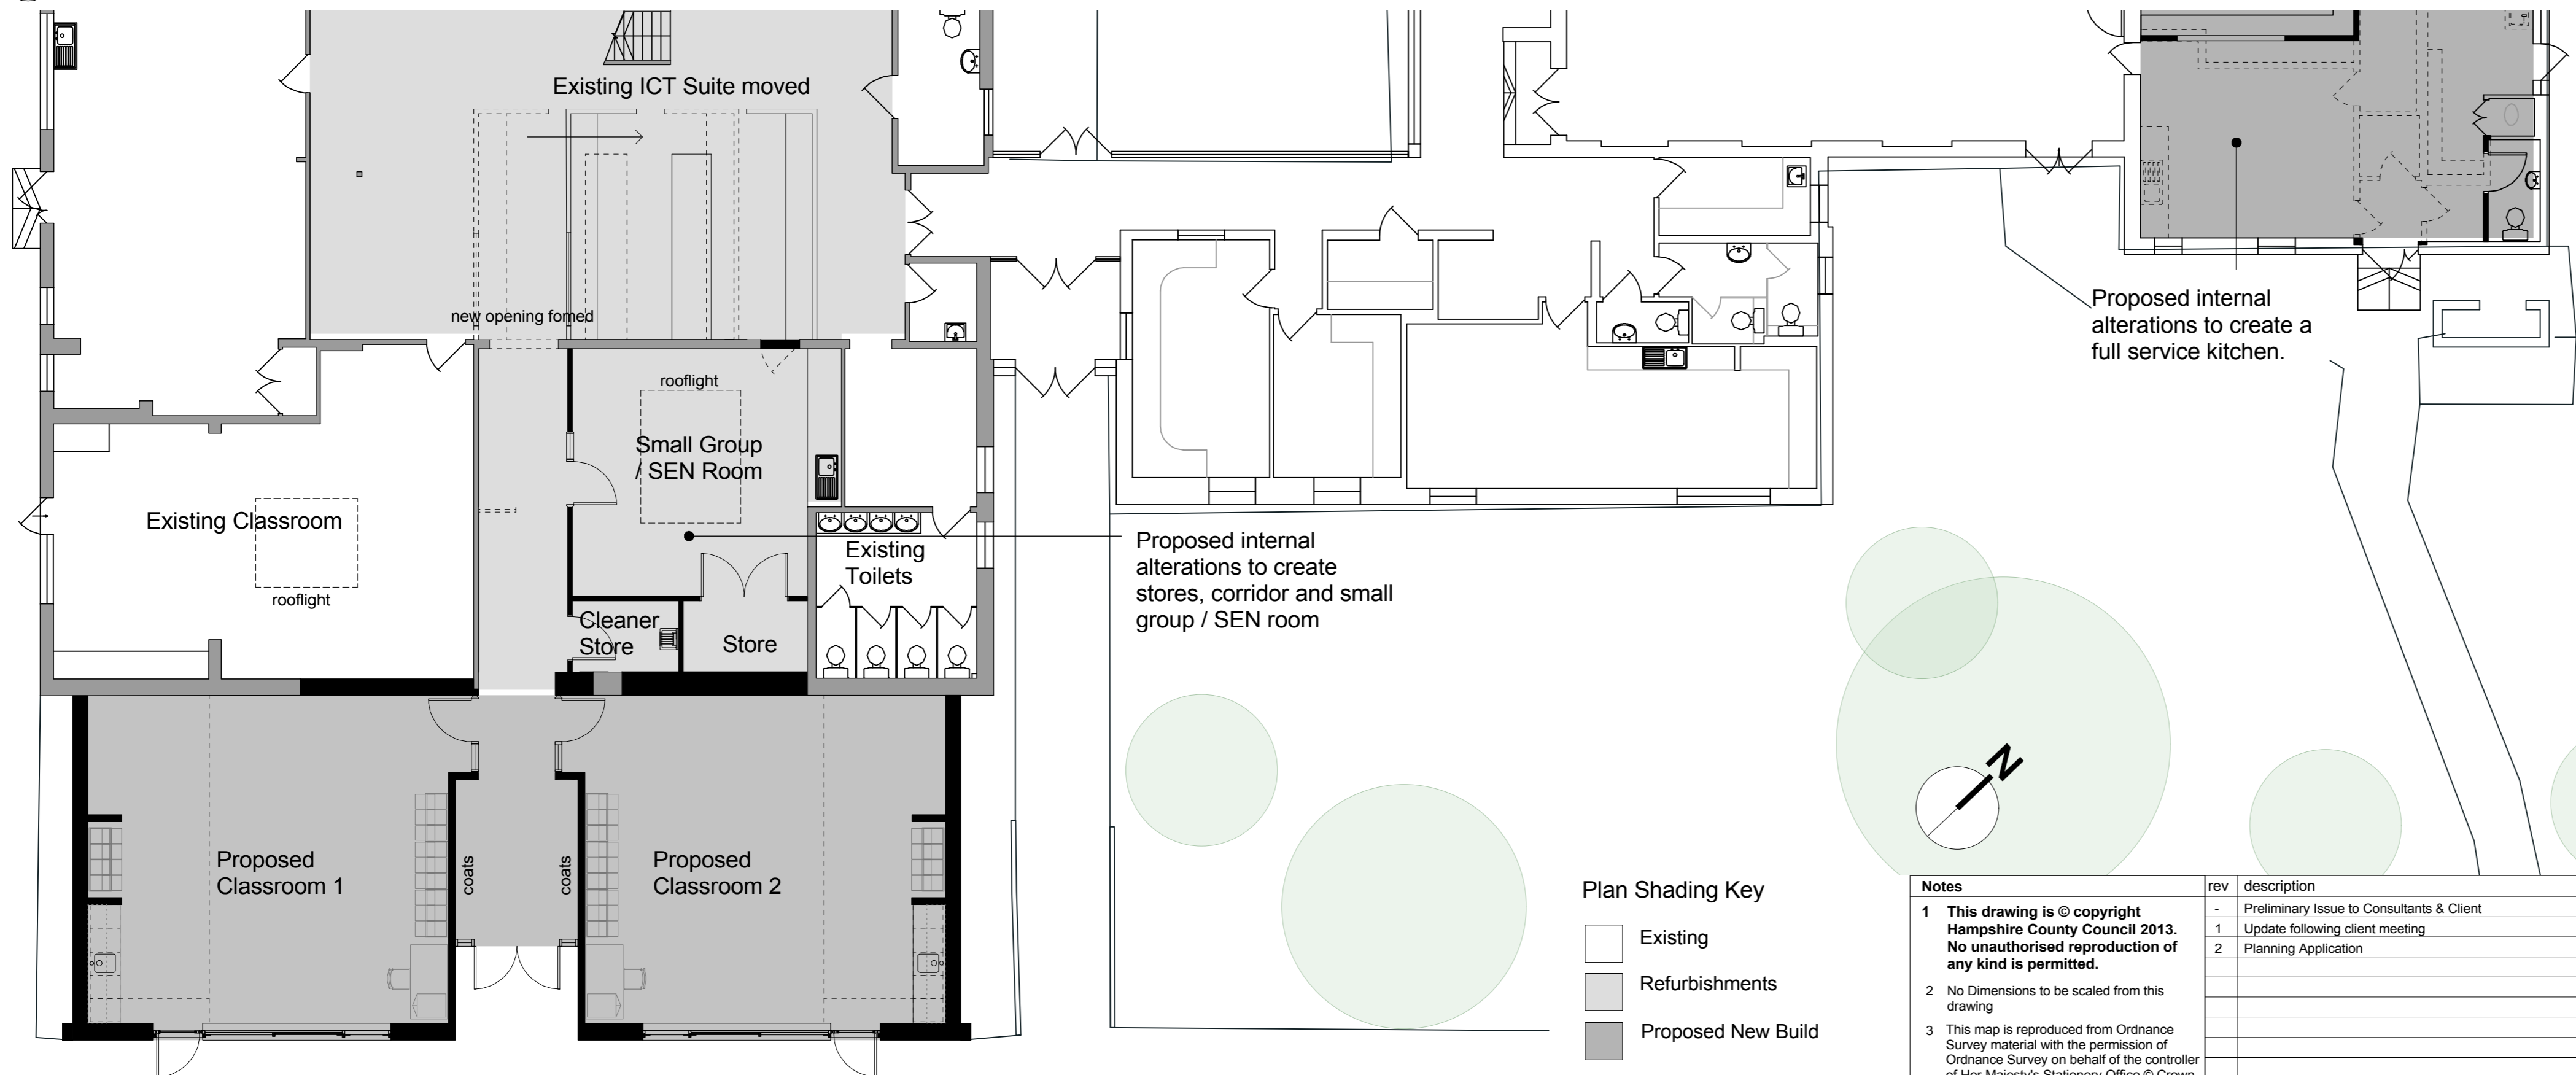 Existing ICT Suite moved
new opening fomed
rooflight
Small Group
/ SEN Room
Existing Classroom
rooflight
Existing
Toilets
Cleaner
Store
Store
Proposed internal
alterations to create
stores, corridor and small
group / SEN room
Proposed internal
alterations to create a
full service kitchen.
Proposed
Classroom 1
coats
coats
Proposed
Classroom 2
N
Plan Shading Key
Existing
Refurbishments
Proposed New Build
Notes
1 This drawing is © copyright
Hampshire County Council 2013.
No unauthorised reproduction of
any kind is permitted.
2 No Dimensions to be scaled from this
drawing
3 This map is reproduced from Ordnance
Survey material with the permission of
Ordnance Survey on behalf of the controller
of Her Majesty's Stationery Office © Crown
rev description
- Preliminary Issue to Consultants & Client
1 Update following client meeting
2 Planning Application